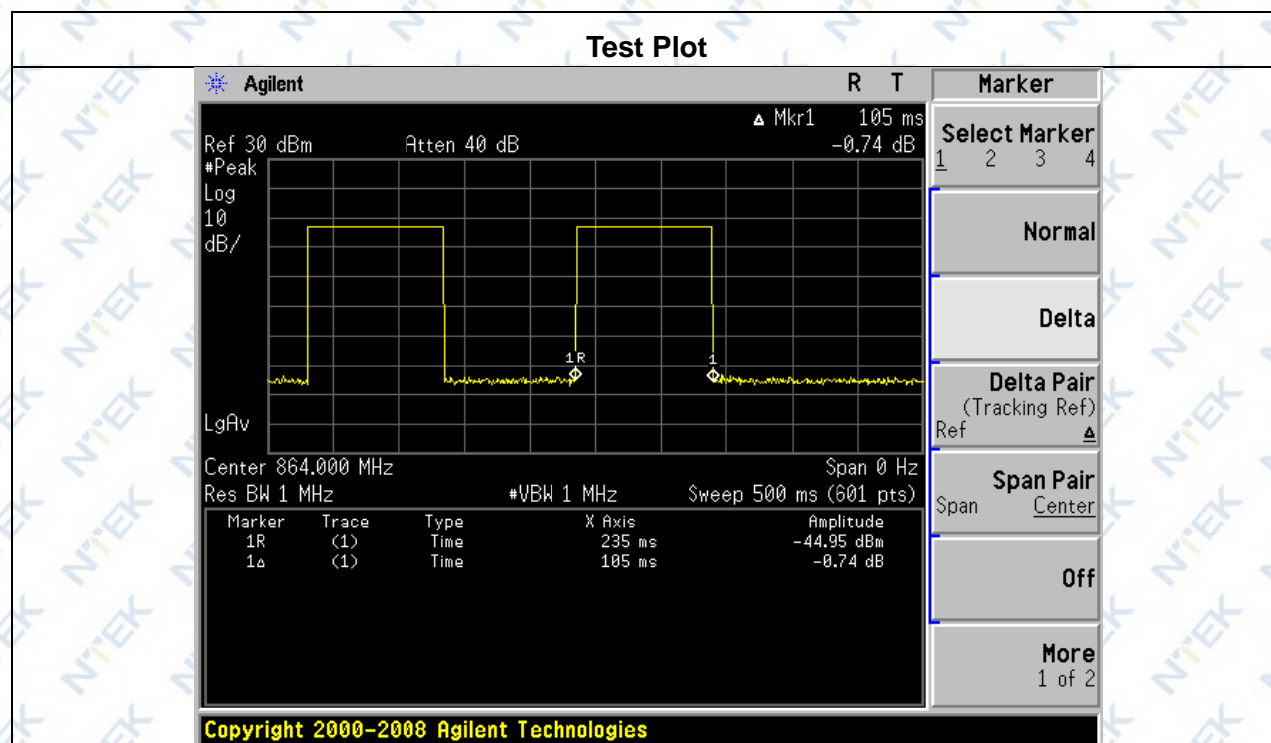 Test Plot
Agilent R T
Δ Mkr1 105 ms
Ref 30 dBm Atten 40 dB -0.74 dB
#Peak
Log
10
dB/
1R 1
LgAv
Center 864.000 MHz Span 0 Hz
Res BW 1 MHz #VBW 1 MHz Sweep 500 ms (601 pts)
Marker Trace Type X Axis Amplitude
1R (1) Time 235 ms -44.95 dBm
1Δ (1) Time 105 ms -0.74 dB
Copyright 2000-2008 Agilent Technologies
Marker
Select Marker
1 2 3 4
Normal
Delta
Delta Pair
(Tracking Ref)
Ref Δ
Span Pair
Span Center
Off
More
1 of 2
NTEK